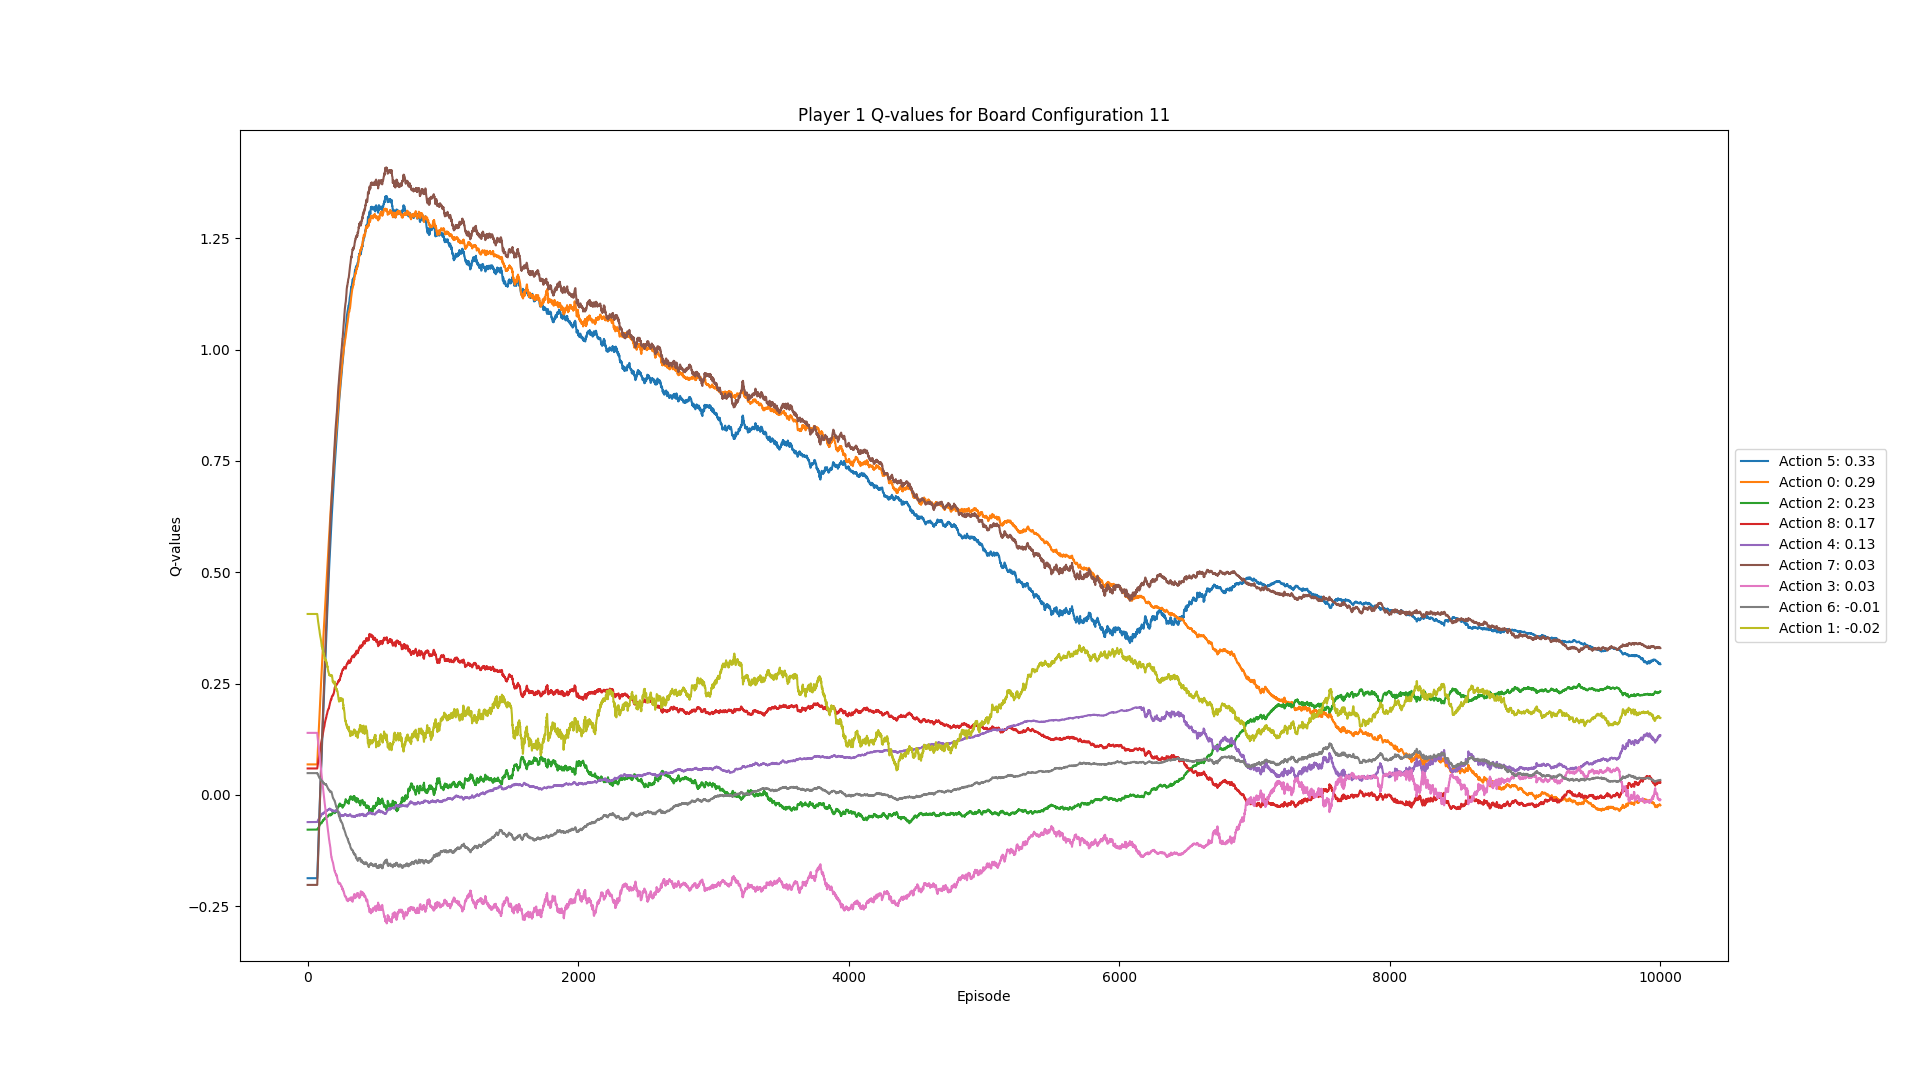 Player 1 Q-values for Board Configuration 11
1.25
1.00
0.75
0.50
0.25
0.00
−0.25
Q-values
0
2000
4000
6000
8000
10000
Episode
Action 5: 0.33
Action 0: 0.29
Action 2: 0.23
Action 8: 0.17
Action 4: 0.13
Action 7: 0.03
Action 3: 0.03
Action 6: -0.01
Action 1: -0.02